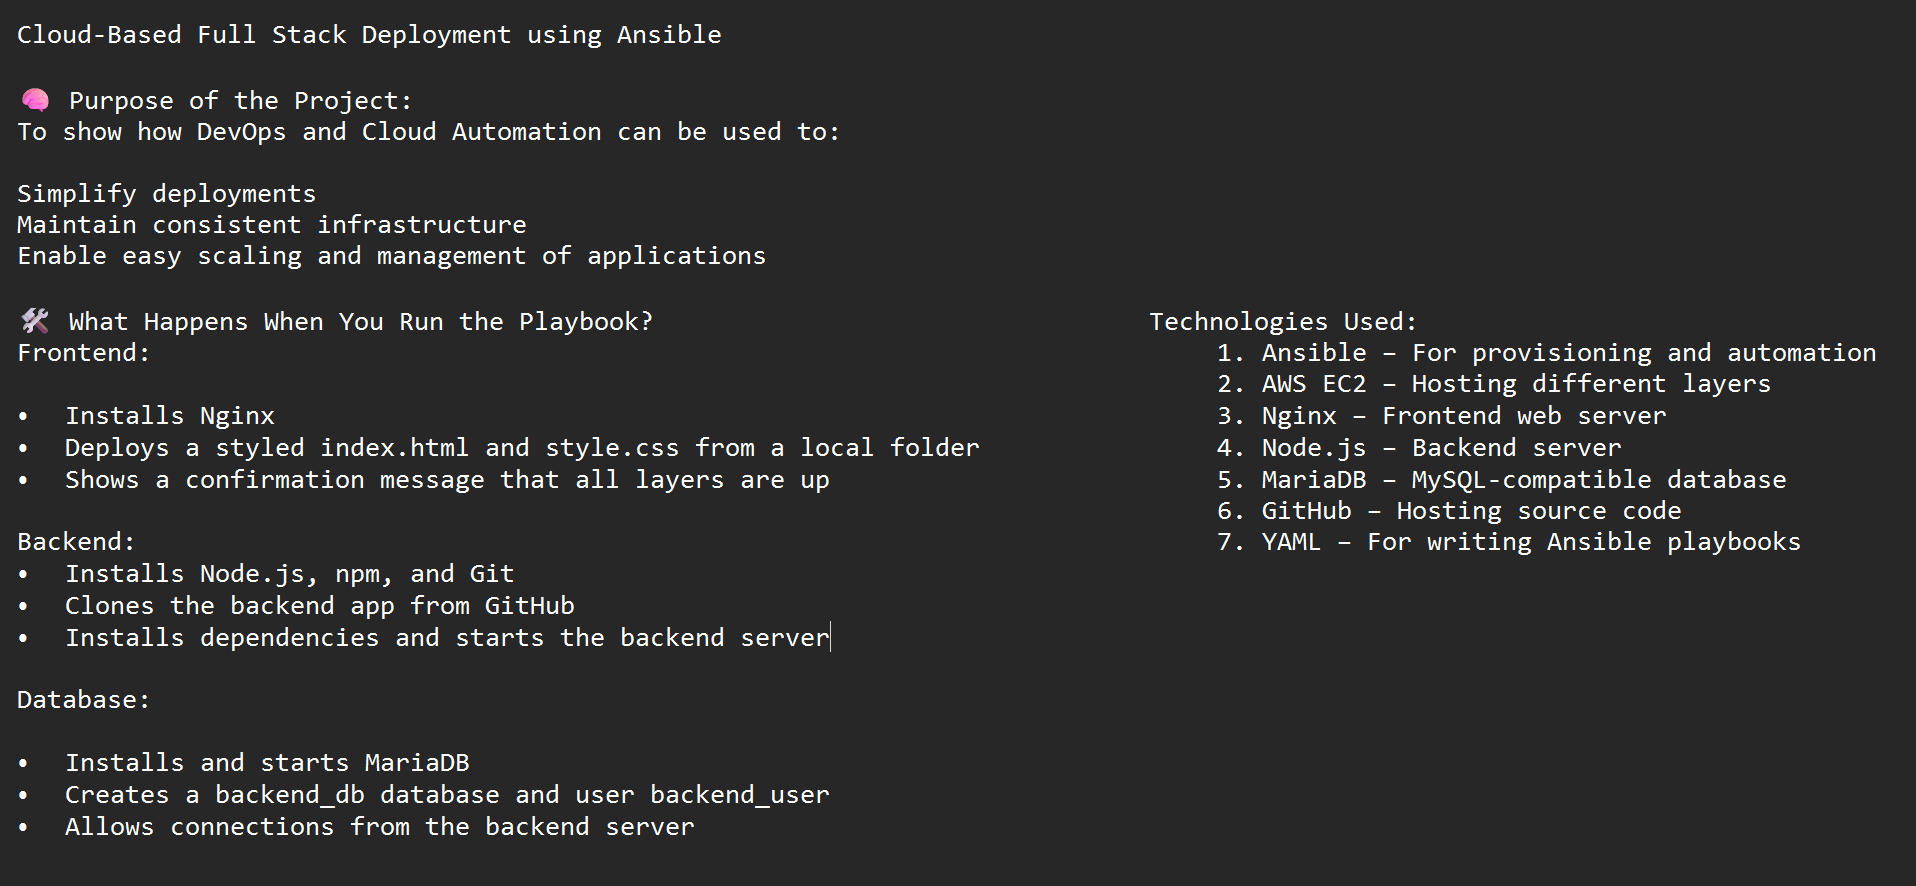 Cloud-Based Full Stack Deployment using Ansible
🧠 Purpose of the Project:
To show how DevOps and Cloud Automation can be used to:
Simplify deployments
Maintain consistent infrastructure
Enable easy scaling and management of applications
🛠 What Happens When You Run the Playbook?
Frontend:
• Installs Nginx
• Deploys a styled index.html and style.css from a local folder
• Shows a confirmation message that all layers are up
Backend:
• Installs Node.js, npm, and Git
• Clones the backend app from GitHub
• Installs dependencies and starts the backend server
Database:
• Installs and starts MariaDB
• Creates a backend_db database and user backend_user
• Allows connections from the backend server
Technologies Used:
1. Ansible – For provisioning and automation
2. AWS EC2 – Hosting different layers
3. Nginx – Frontend web server
4. Node.js – Backend server
5. MariaDB – MySQL-compatible database
6. GitHub – Hosting source code
7. YAML – For writing Ansible playbooks